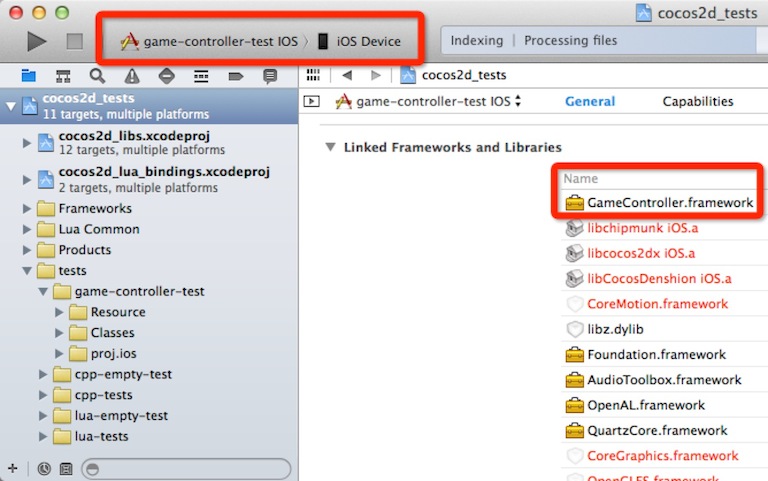 cocos2d_tests
game-controller-test IOS
iOS Device
Indexing
Processing files
cocos2d_tests
11 targets, multiple platforms
cocos2d_libs.xcodeproj
12 targets, multiple platforms
cocos2d_lua_bindings.xcodeproj
2 targets, multiple platforms
Frameworks
Lua Common
Products
tests
game-controller-test
Resource
Classes
proj.ios
cpp-empty-test
cpp-tests
lua-empty-test
lua-tests
cocos2d_tests
game-controller-test IOS
General
Capabilities
Linked Frameworks and Libraries
Name
GameController.framework
libchipmunk iOS.a
libcocos2dx iOS.a
libCocosDenshion iOS.a
CoreMotion.framework
libz.dylib
Foundation.framework
AudioToolbox.framework
OpenAL.framework
QuartzCore.framework
CoreGraphics.framework
OpenGLES.framework